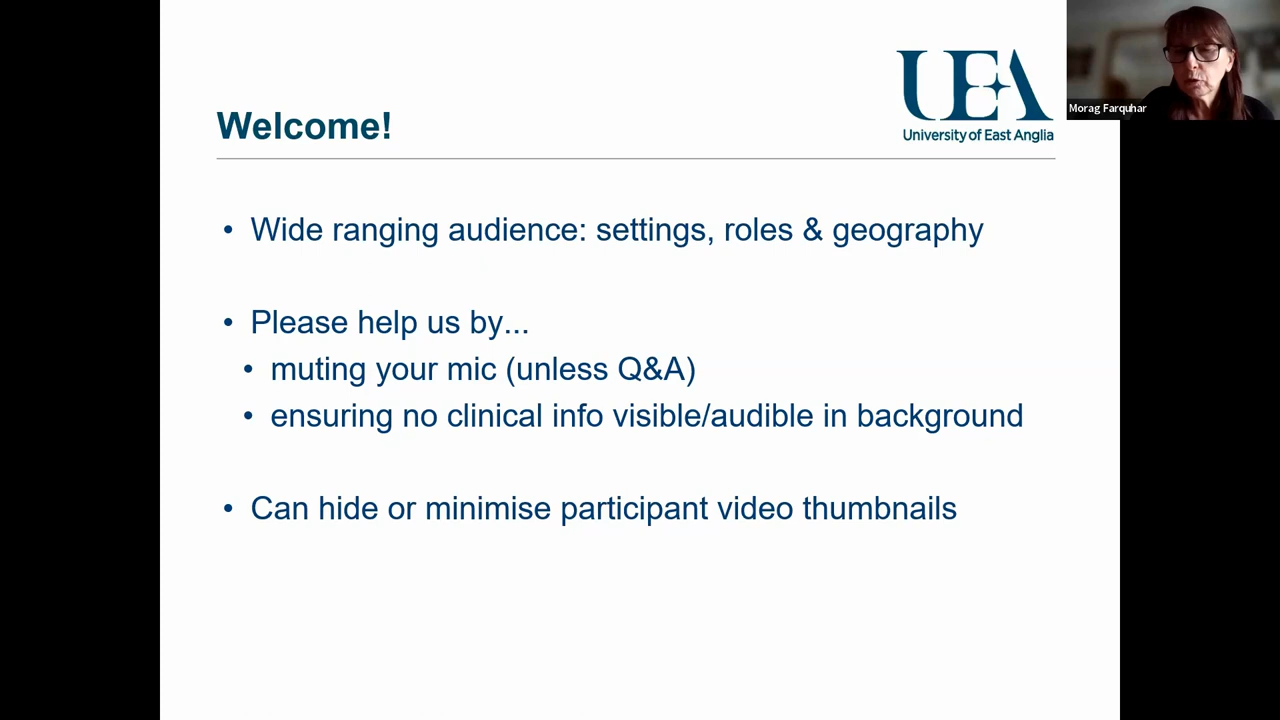 Welcome!
UEA
University of East Anglia
Morag Farquhar
• Wide ranging audience: settings, roles & geography
• Please help us by...
• muting your mic (unless Q&A)
• ensuring no clinical info visible/audible in background
• Can hide or minimise participant video thumbnails